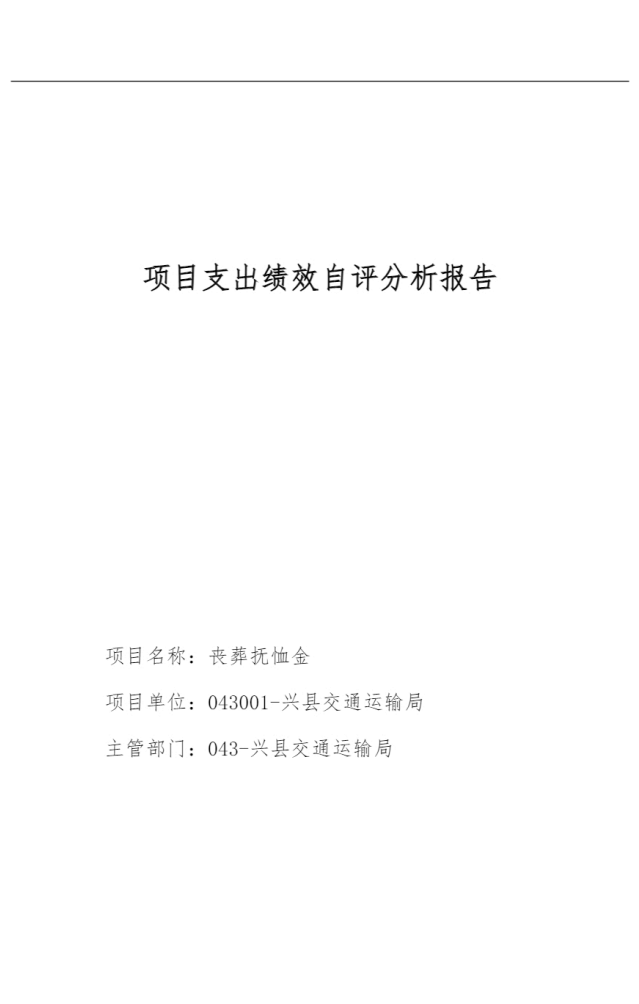 项目支出绩效自评分析报告
项目名称：丧葬抚恤金
项目单位：043001-兴县交通运输局
主管部门：043-兴县交通运输局